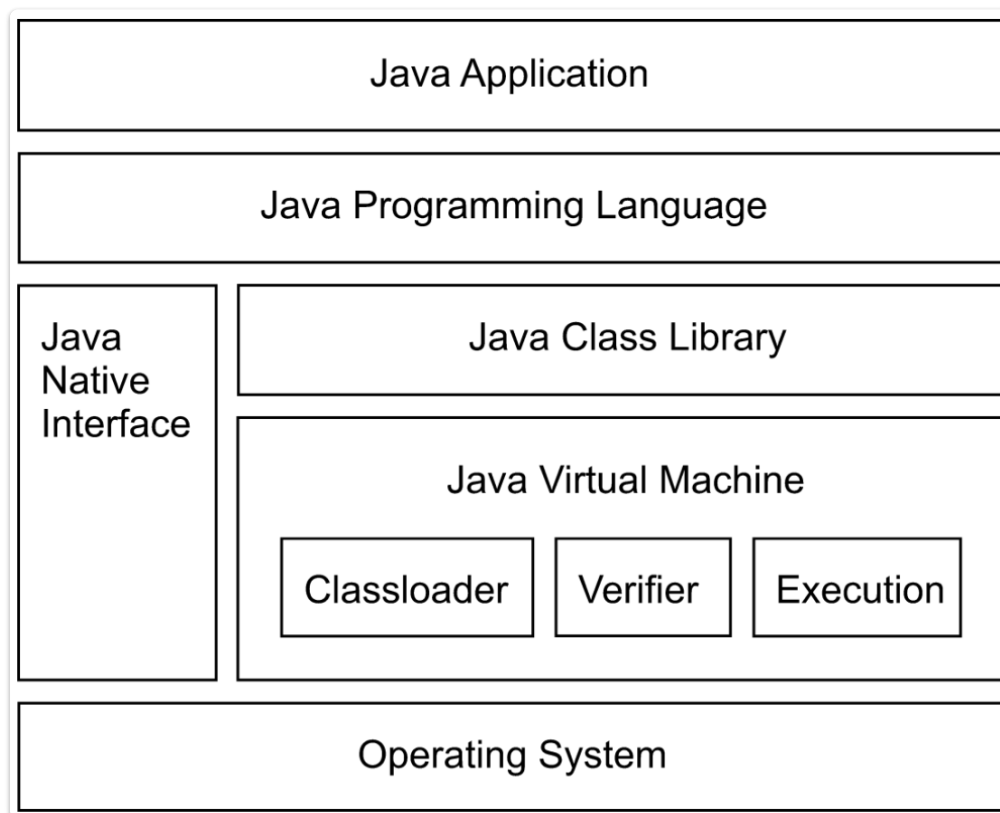 Java Application
Java Programming Language
Java
Native
Interface
Java Class Library
Java Virtual Machine
Classloader
Verifier
Execution
Operating System